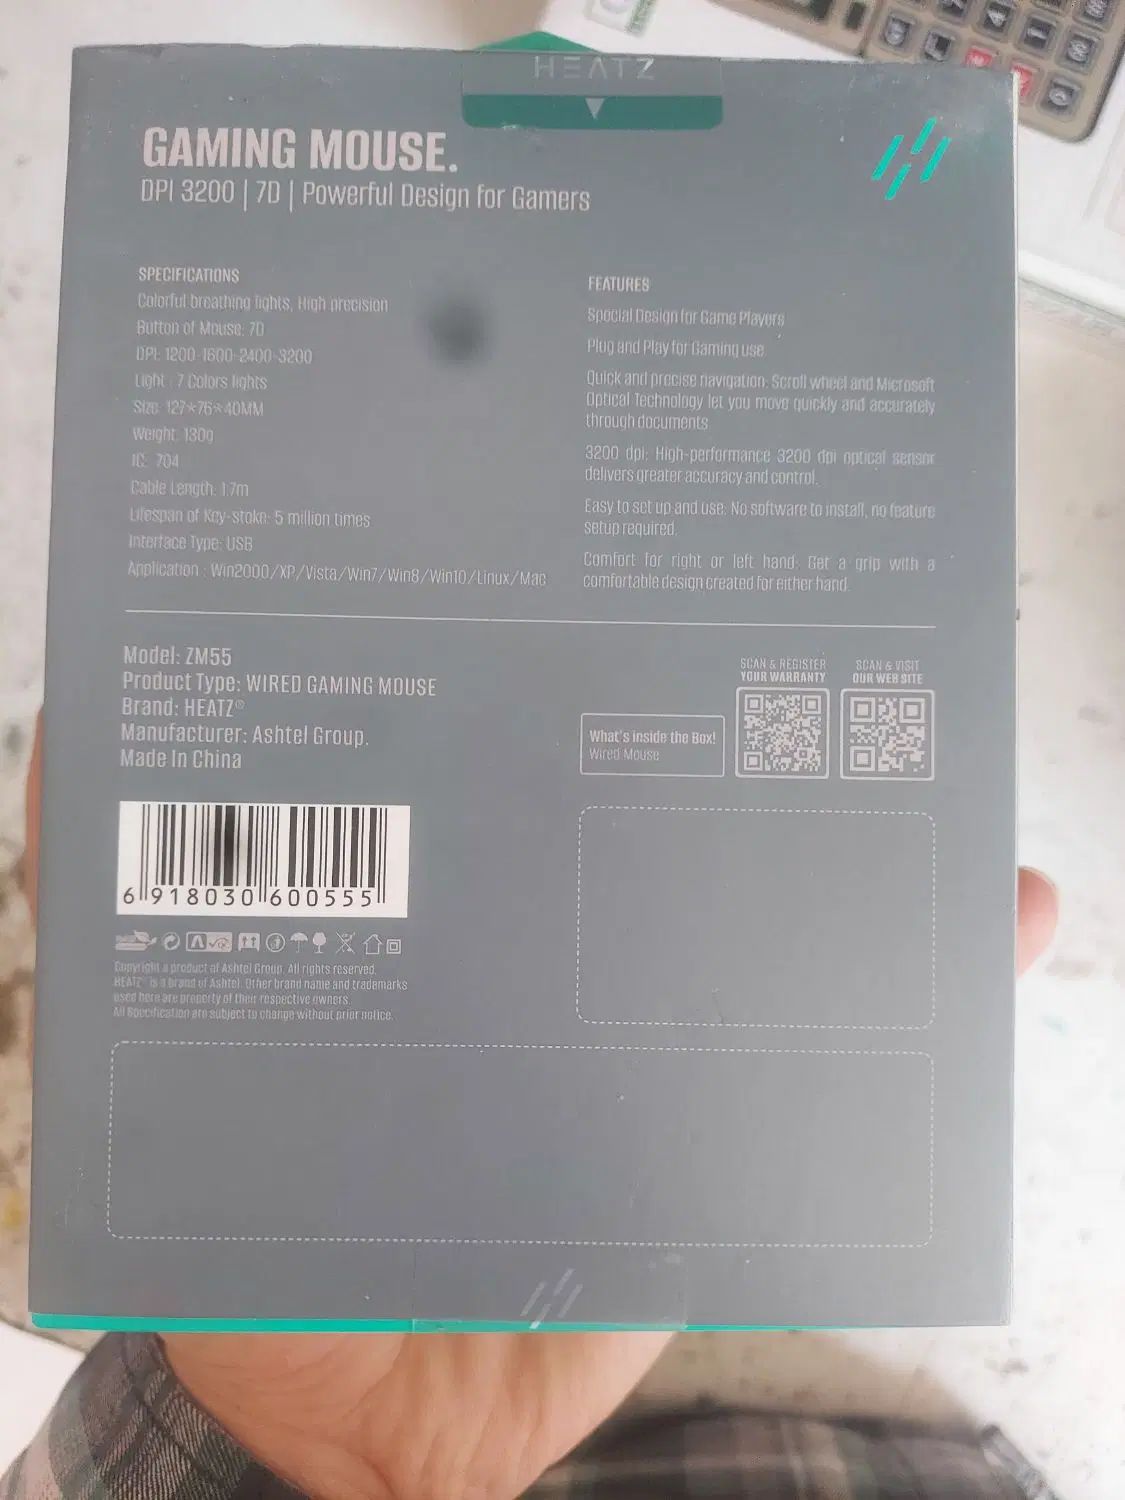 HEATZ
GAMING MOUSE.
DPI 3200 | 7D | Powerful Design for Gamers
SPECIFICATIONS
Colorful breathing lights, High precision
Button of Mouse: 7D
DPI: 1200-1600-2400-3200
Light : 7 Colors lights
Size: 127*76*40MM
Weight: 130g
IC: 704
Cable Length: 1.7m
Lifespan of Key-stoke: 5 million times
Interface Type: USB
Application : Win2000/XP/Vista/Win7/Win8/Win10/Linux/Mac
FEATURES
Special Design for Game Players
Plug and Play for Gaming use
Quick and precise navigation: Scroll wheel and Microsoft
Optical Technology let you move quickly and accurately
through documents
3200 dpi: High-performance 3200 dpi optical sensor
delivers greater accuracy and control.
Easy to set up and use: No software to install, no feature
setup required.
Comfort for right or left hand: Get a grip with a
comfortable design created for either hand.
Model: ZM55
Product Type: WIRED GAMING MOUSE
Brand: HEATZ®
Manufacturer: Ashtel Group.
Made In China
What's inside the Box!
Wired Mouse
SCAN & REGISTER
YOUR WARRANTY
SCAN & VISIT
OUR WEB SITE
6 918030 600555
Copyright a product of Ashtel Group. All rights reserved.
HEATZ® is a brand of Ashtel. Other brand name and trademarks
used here are property of their respective owners.
All Specification are subject to change without prior notice.